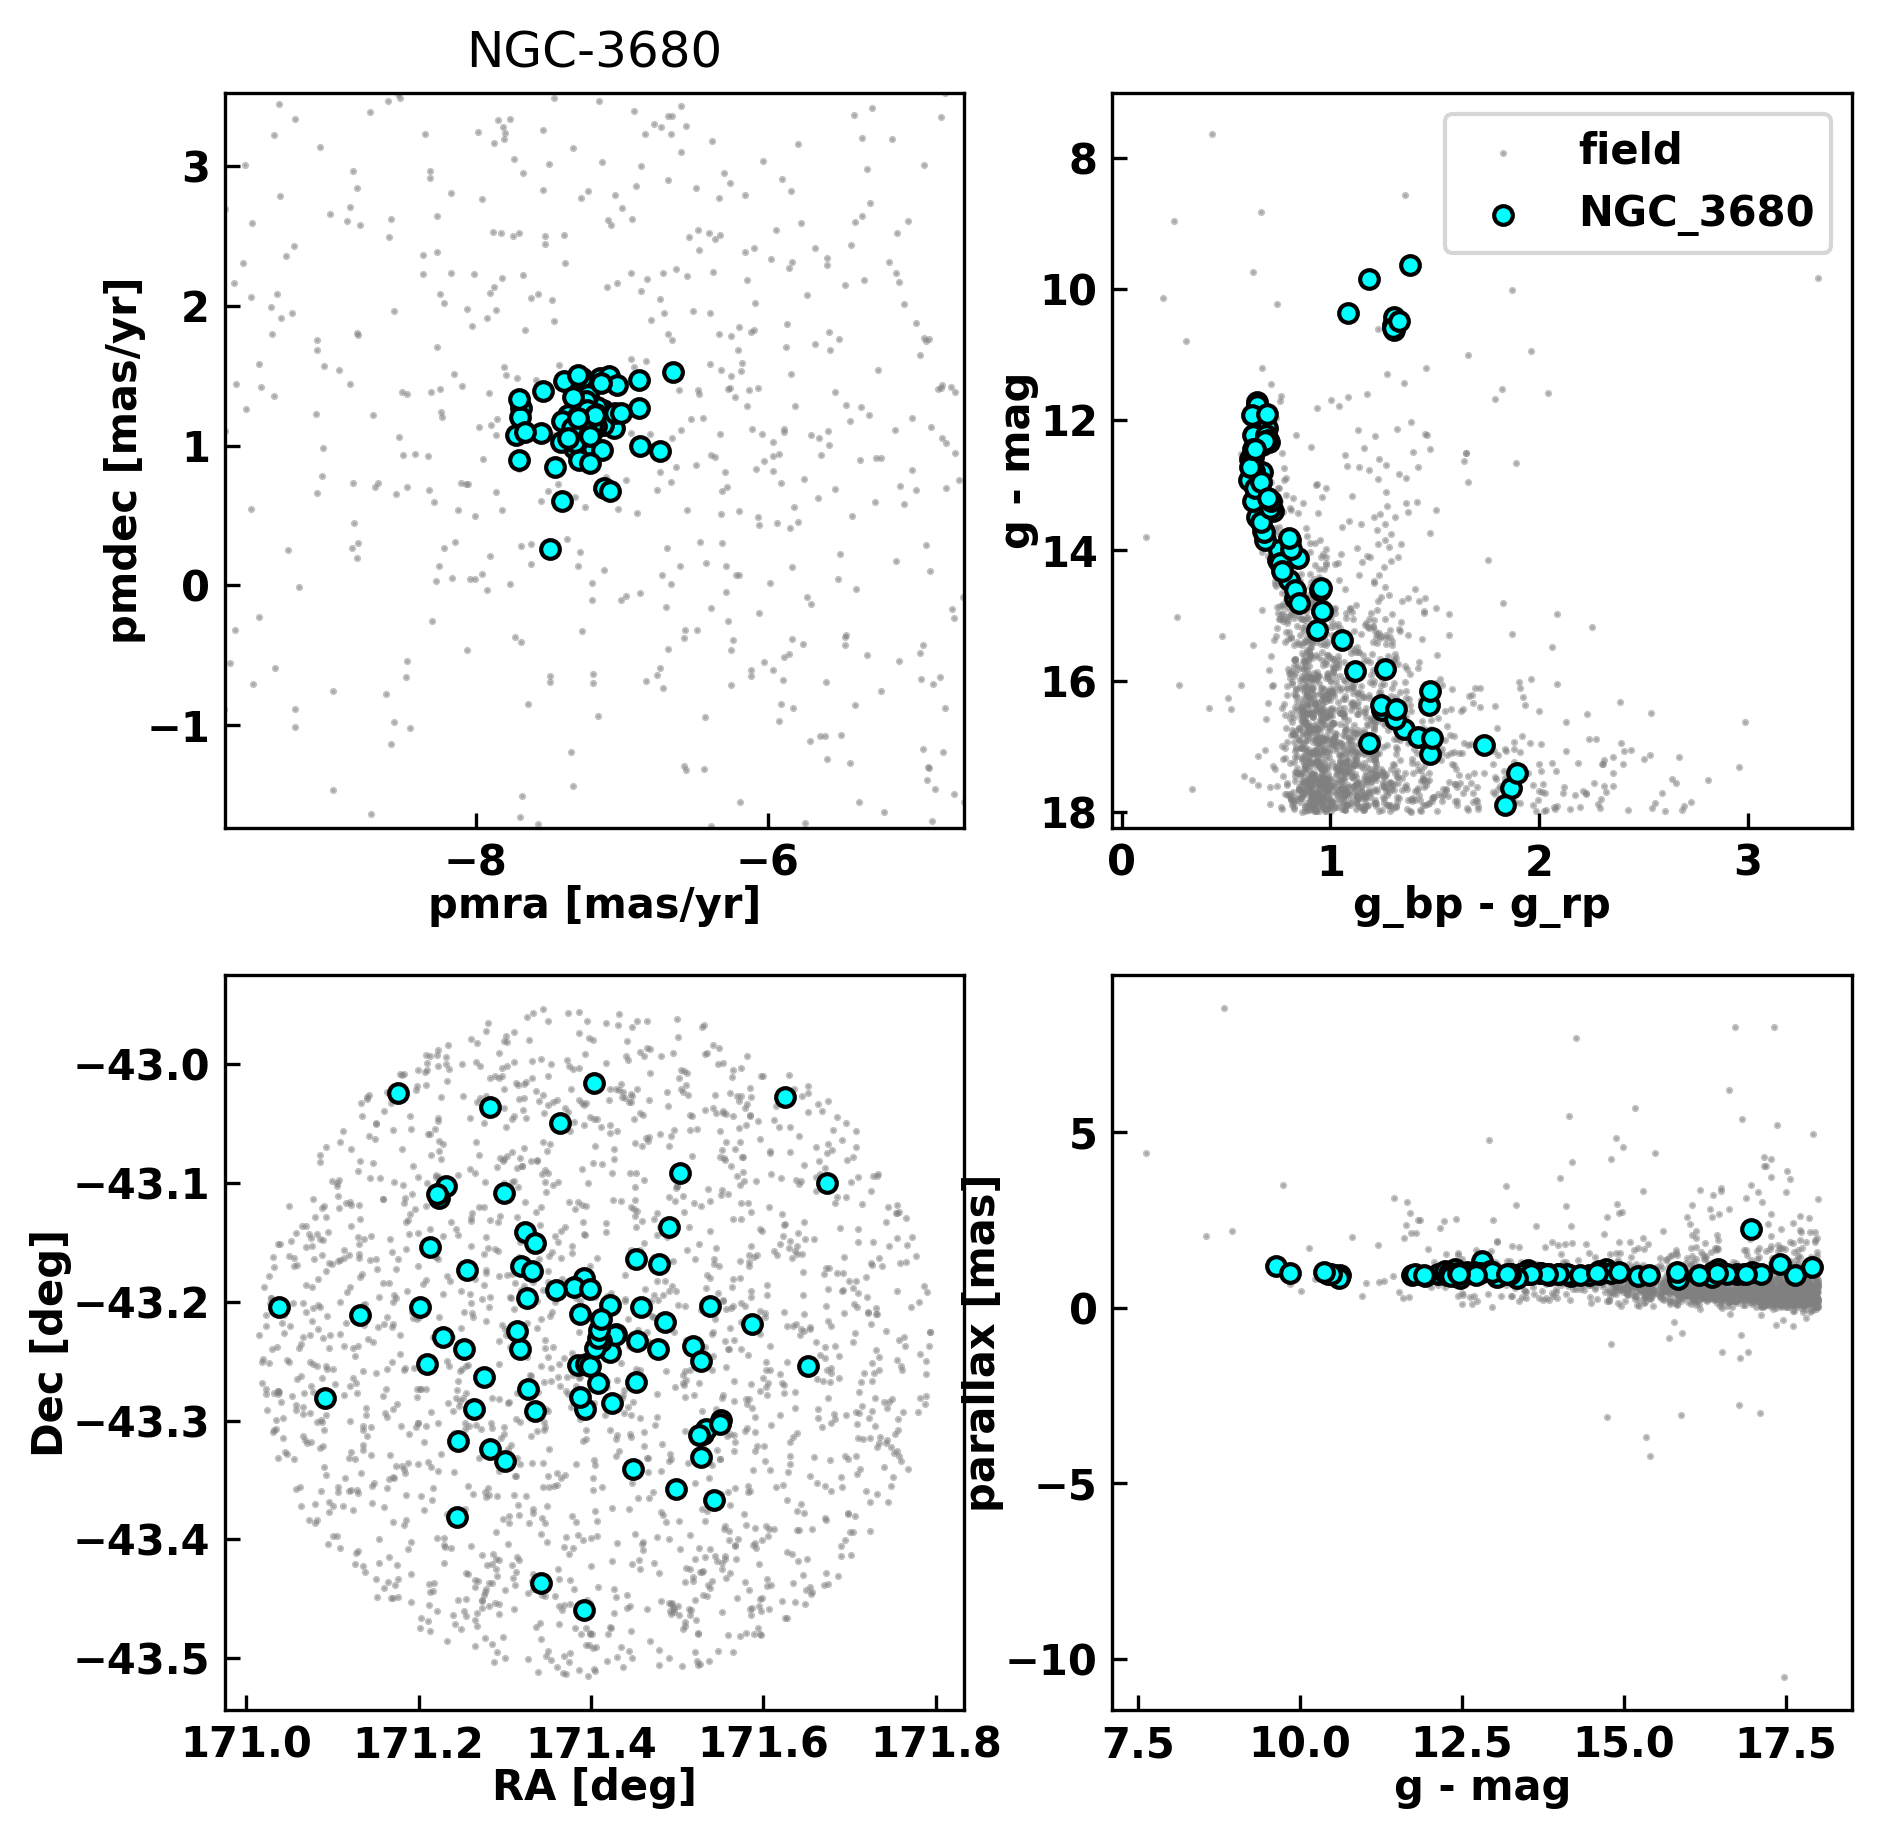 NGC-3680
3
2
1
0
−1
−8 −6
pmra [mas/yr]
pmdec [mas/yr]
field
NGC_3680
8
10
12
14
16
18
0 1 2 3
g_bp - g_rp
g - mag
−43.0
−43.1
−43.2
−43.3
−43.4
−43.5
171.0 171.2 171.4 171.6 171.8
RA [deg]
Dec [deg]
5
0
−5
−10
7.5 10.0 12.5 15.0 17.5
g - mag
parallax [mas]